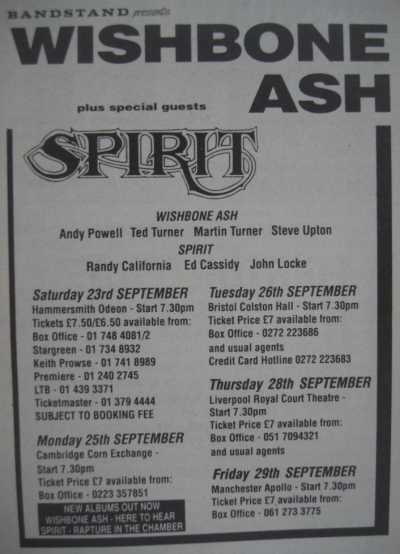 BANDSTAND presents
WISHBONE
ASH
plus special guests
SPIRIT
WISHBONE ASH
Andy Powell Ted Turner Martin Turner Steve Upton
SPIRIT
Randy California Ed Cassidy John Locke
Saturday 23rd SEPTEMBER
Hammersmith Odeon - Start 7.30pm
Tickets £7.50/£6.50 available from:
Box Office - 01 748 4081/2
Stargreen - 01 734 8932
Keith Prowse - 01 741 8989
Premiere - 01 240 2745
LTB - 01 439 3371
Ticketmaster - 01 379 4444
SUBJECT TO BOOKING FEE
Monday 25th SEPTEMBER
Cambridge Corn Exchange -
Start 7.30pm
Ticket Price £7 available from:
Box Office - 0223 357851
NEW ALBUMS OUT NOW
WISHBONE ASH - HERE TO HEAR
SPIRIT - RAPTURE IN THE CHAMBER
Tuesday 26th SEPTEMBER
Bristol Colston Hall - Start 7.30pm
Ticket Price £7 available from:
Box Office - 0272 223686
and usual agents
Credit Card Hotline 0272 223683
Thursday 28th SEPTEMBER
Liverpool Royal Court Theatre -
Start 7.30pm
Ticket Price £7 available from:
Box Office - 051 7094321
and usual agents
Friday 29th SEPTEMBER
Manchester Apollo - Start 7.30pm
Ticket Price £7 available from:
Box Office - 061 273 3775